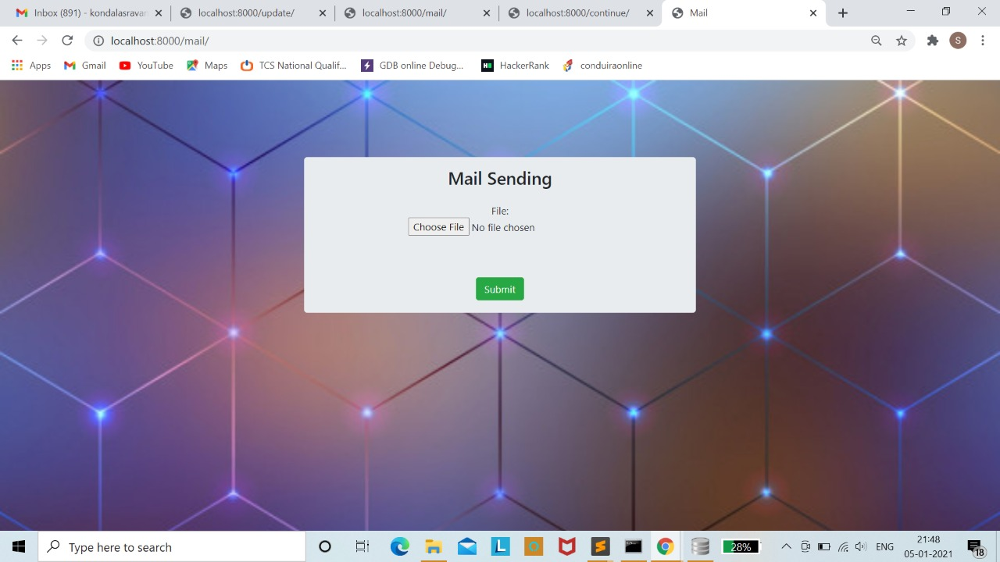 Inbox (891) - kondalasravan
localhost:8000/update/
localhost:8000/mail/
localhost:8000/continue/
Mail
localhost:8000/mail/
S
Apps
Gmail
YouTube
Maps
TCS National Qualif...
GDB online Debug...
HackerRank
conduiraonline
Mail Sending
File:
Choose File No file chosen
Submit
Type here to search
28%
ENG
21:48
05-01-2021
18